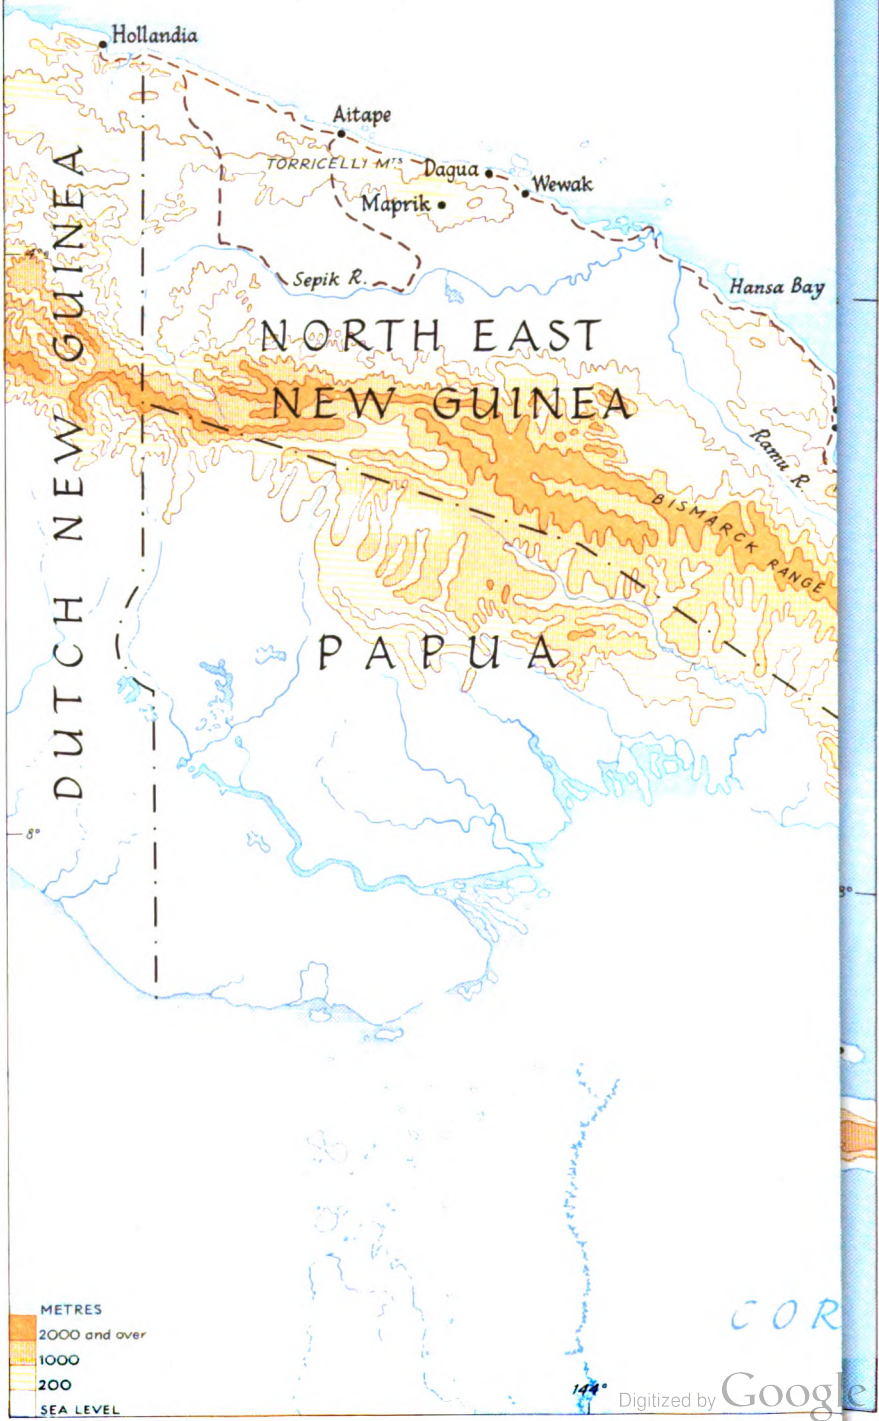 Hollandia
Aitape
TORRICELLI MTS
Dagua
Wewak
Maprik
4°S
Sepik R.
Hansa Bay
NORTH EAST
NEW GUINEA
DUTCH NEW GUINEA
Ramu R.
BISMARCK RANGE
PAPUA
8°
8°
METRES
2000 and over
1000
200
SEA LEVEL
COR
144°
Digitized by Google